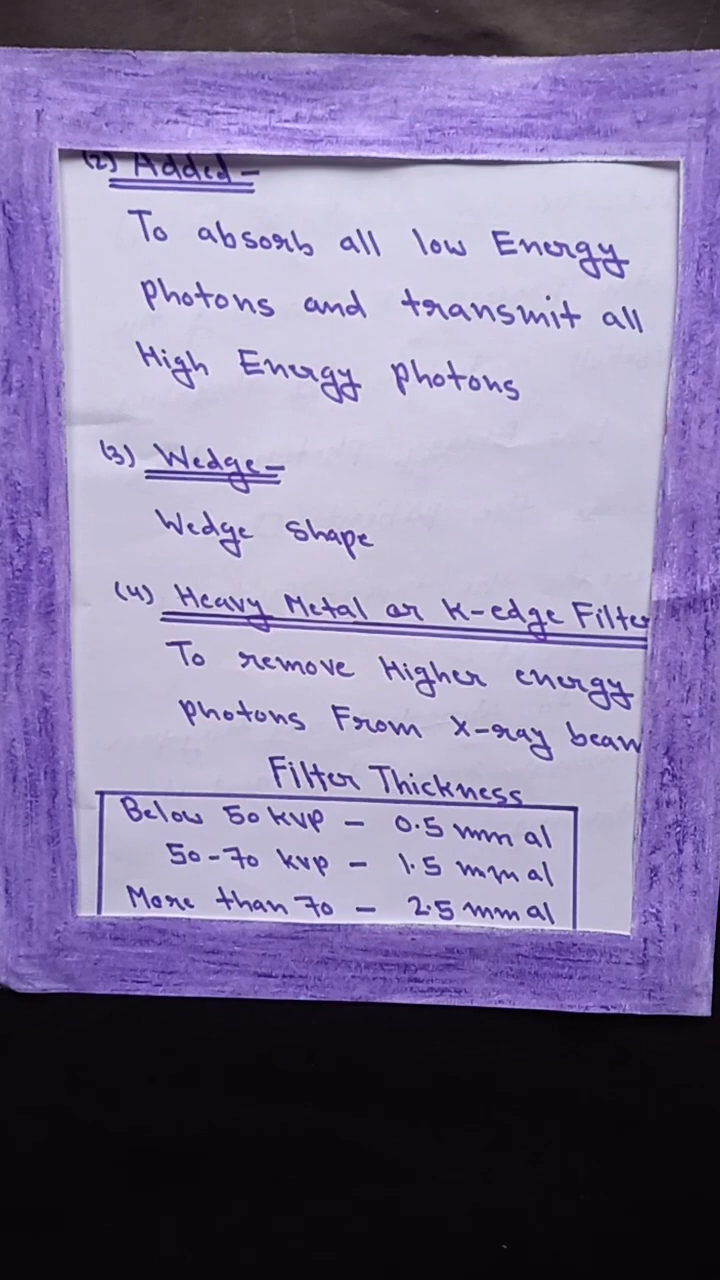 (2) Added -
To absorb all low Energy
photons and transmit all
High Energy photons
(3) Wedge -
Wedge shape
(4) Heavy Metal or K-edge Filter
To remove Higher energy
photons From X-ray beam
Filter Thickness
Below 50 kvp - 0.5 mm al
50-70 kvp - 1.5 mm al
More than 70 - 2.5 mm al